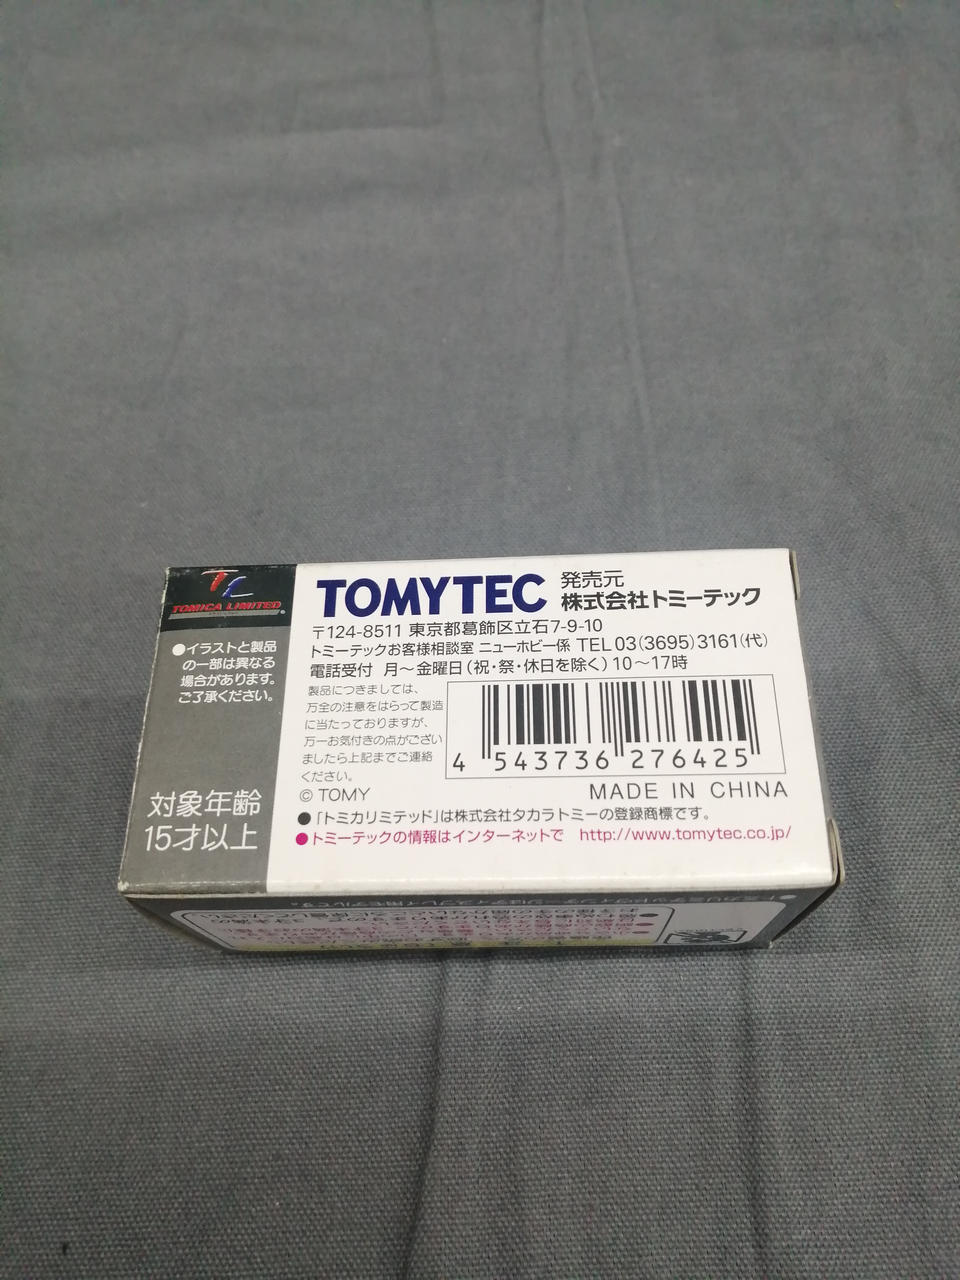 TC
TOMICA LIMITED
●イラストと製品
の一部は異なる
場合があります。
ご了承ください。
対象年齢
15才以上
TOMYTEC
発売元
株式会社トミーテック
〒124-8511 東京都葛飾区立石7-9-10
トミーテックお客様相談室 ニューホビー係 TEL 03(3695)3161(代)
電話受付 月～金曜日(祝・祭・休日を除く)10～17時
製品につきましては、
万全の注意をはらって製造
に当たっておりますが、
万一お気付きの点がござい
ましたら上記までご連絡
ください。
4 543736 276425
© TOMY
MADE IN CHINA
●「トミカリミテッド」は株式会社タカラトミーの登録商標です。
●トミーテックの情報はインターネットで http://www.tomytec.co.jp/